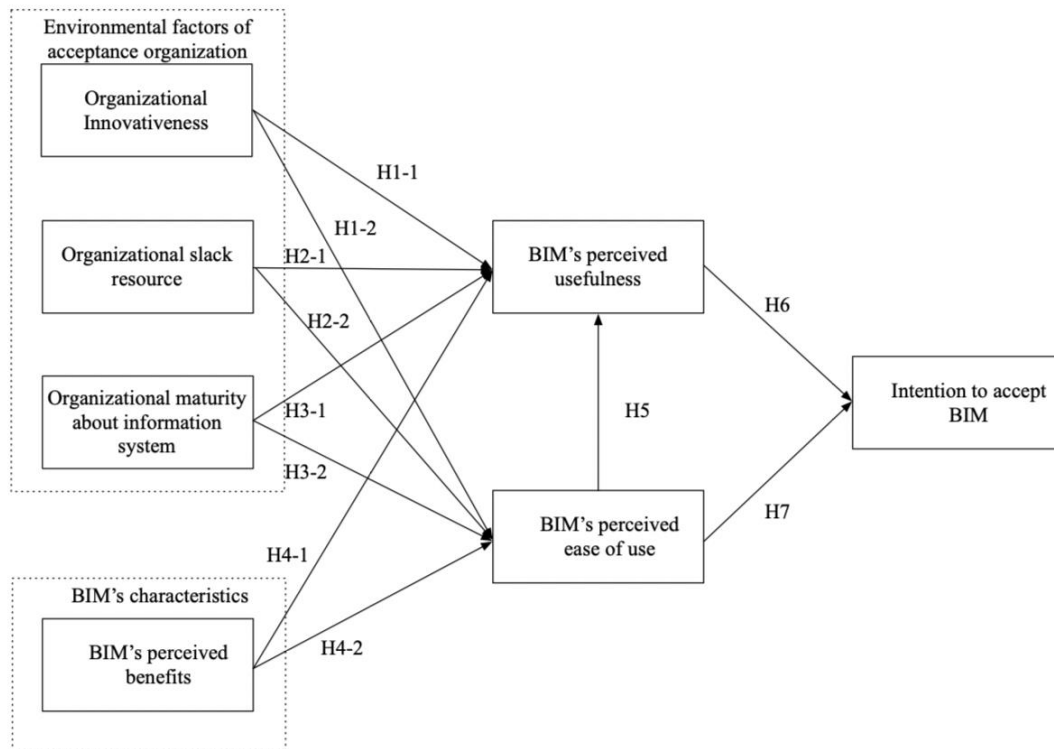 Environmental factors of
acceptance organization
Organizational
Innovativeness
H1-1
H1-2
Organizational slack
resource
H2-1
BIM’s perceived
usefulness
H2-2
H6
Organizational maturity
about information
system
H3-1
H5
Intention to accept
BIM
H3-2
BIM’s perceived
ease of use
H7
H4-1
BIM’s characteristics
BIM’s perceived
benefits
H4-2